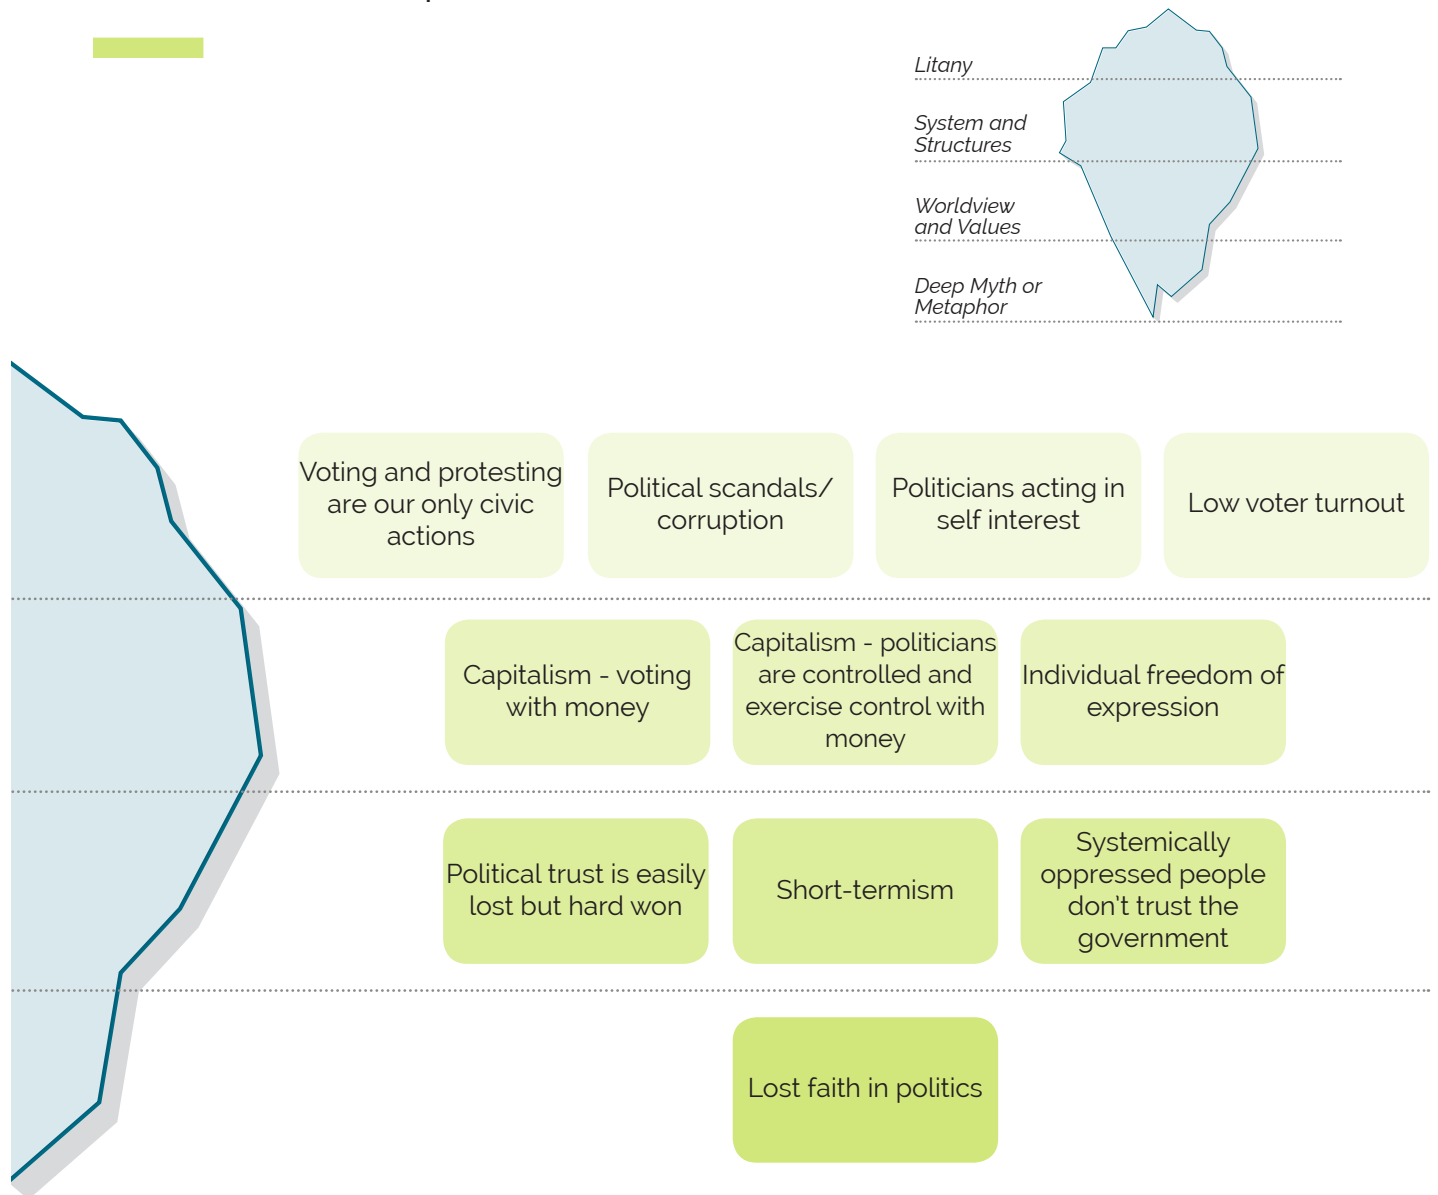 Litany
System and
Structures
Worldview
and Values
Deep Myth or
Metaphor
Voting and protesting
are our only civic
actions
Political scandals/
corruption
Politicians acting in
self interest
Low voter turnout
Capitalism - voting
with money
Capitalism - politicians
are controlled and
exercise control with
money
Individual freedom of
expression
Political trust is easily
lost but hard won
Short-termism
Systemically
oppressed people
don't trust the
government
Lost faith in politics